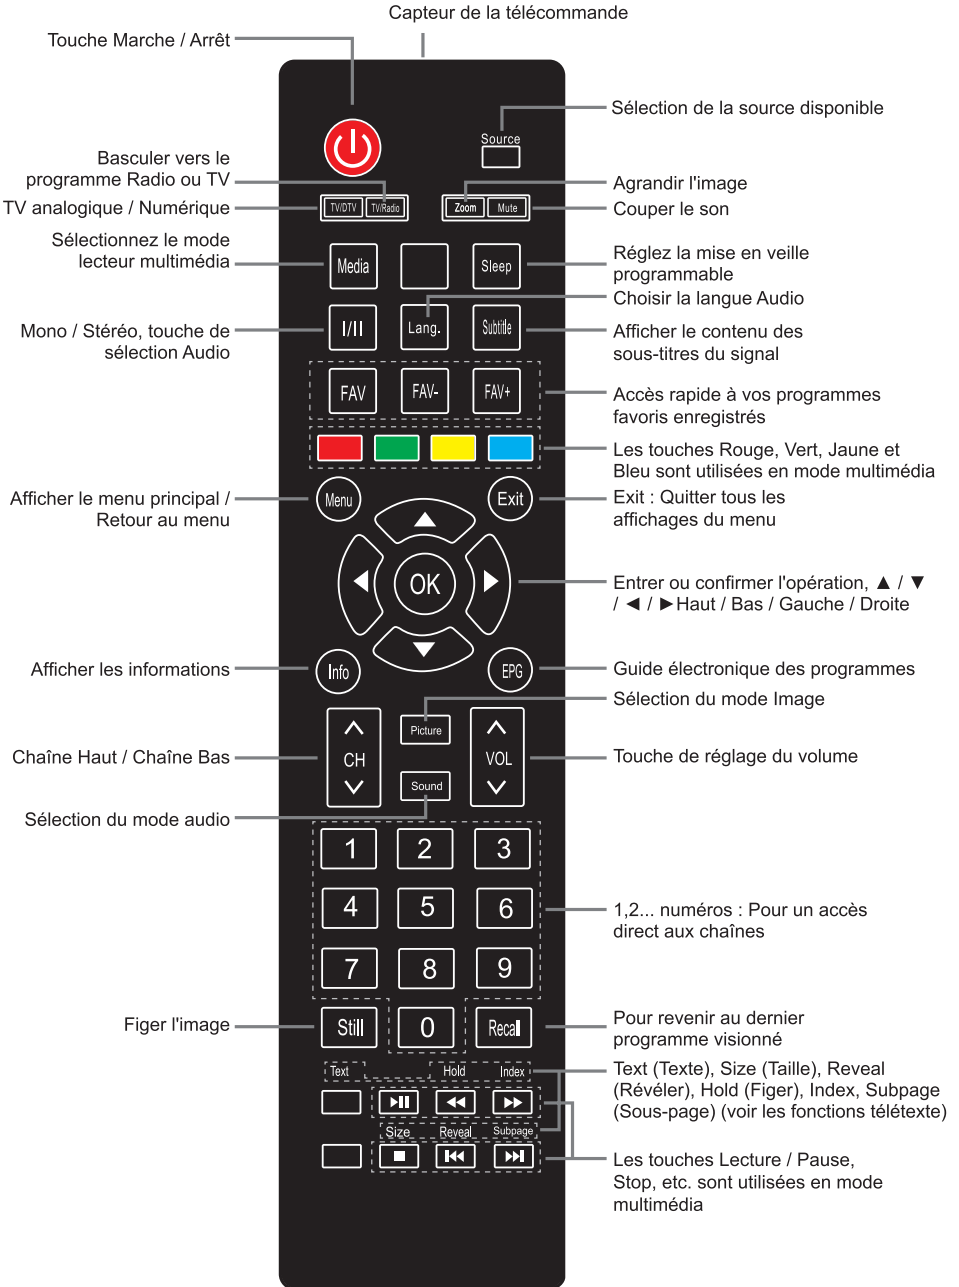 Capteur de la télécommande
Touche Marche / Arrêt
Sélection de la source disponible
Source
Basculer vers le
programme Radio ou TV
Agrandir l'image
TV analogique / Numérique
TV/DTV
TV/Radio
Zoom
Mute
Couper le son
Sélectionnez le mode
lecteur multimédia
Media
Sleep
Réglez la mise en veille
programmable
Choisir la langue Audio
Mono / Stéréo, touche de
sélection Audio
I/II
Lang.
Subtitle
Afficher le contenu des
sous-titres du signal
FAV
FAV-
FAV+
Accès rapide à vos programmes
favoris enregistrés
Les touches Rouge, Vert, Jaune et
Bleu sont utilisées en mode multimédia
Afficher le menu principal /
Retour au menu
Menu
Exit
Exit : Quitter tous les
affichages du menu
OK
Entrer ou confirmer l'opération, ▲ / ▼
/ ◄ / ►Haut / Bas / Gauche / Droite
Afficher les informations
Info
EPG
Guide électronique des programmes
Sélection du mode Image
Picture
Chaîne Haut / Chaîne Bas
CH
VOL
Touche de réglage du volume
Sound
Sélection du mode audio
1
2
3
4
5
6
1,2... numéros : Pour un accès
direct aux chaînes
7
8
9
Figer l'image
Still
0
Recall
Pour revenir au dernier
programme visionné
Text
Hold
Index
Text (Texte), Size (Taille), Reveal
(Révéler), Hold (Figer), Index, Subpage
(Sous-page) (voir les fonctions télétexte)
Size
Reveal
Subpage
Les touches Lecture / Pause,
Stop, etc. sont utilisées en mode
multimédia